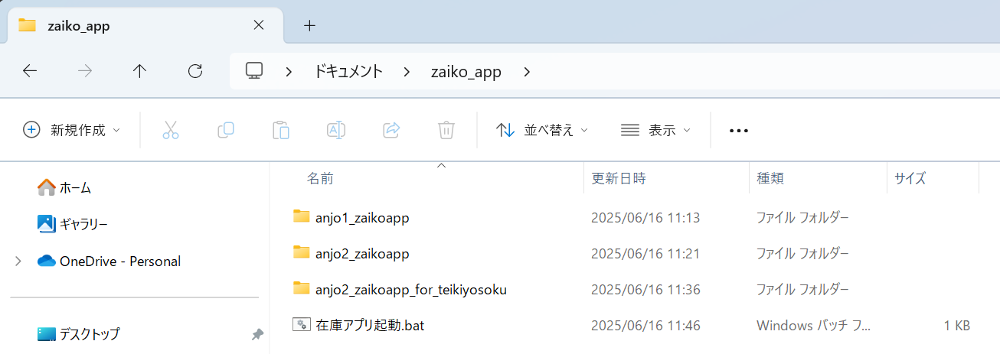 zaiko_app
ドキュメント zaiko_app
新規作成 並べ替え 表示
名前 更新日時 種類 サイズ
ホーム
ギャラリー
OneDrive - Personal
デスクトップ
anjo1_zaikoapp 2025/06/16 11:13 ファイル フォルダー
anjo2_zaikoapp 2025/06/16 11:21 ファイル フォルダー
anjo2_zaikoapp_for_teikiyosoku 2025/06/16 11:36 ファイル フォルダー
在庫アプリ起動.bat 2025/06/16 11:46 Windows バッチ フ... 1 KB